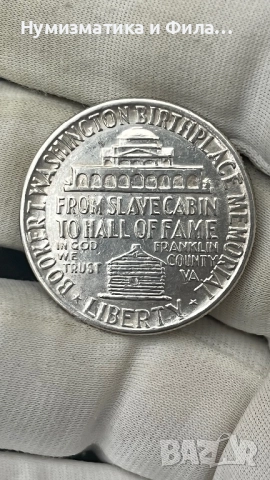 Нумизматика и Фила…
BOOKER T. WASHINGTON BIRTHPLACE MEMORIAL
FROM SLAVE CABIN
TO HALL OF FAME
IN GOD
WE
TRUST
FRANKLIN
COUNTY
VA.
★ LIBERTY ★
BAZAR
bg